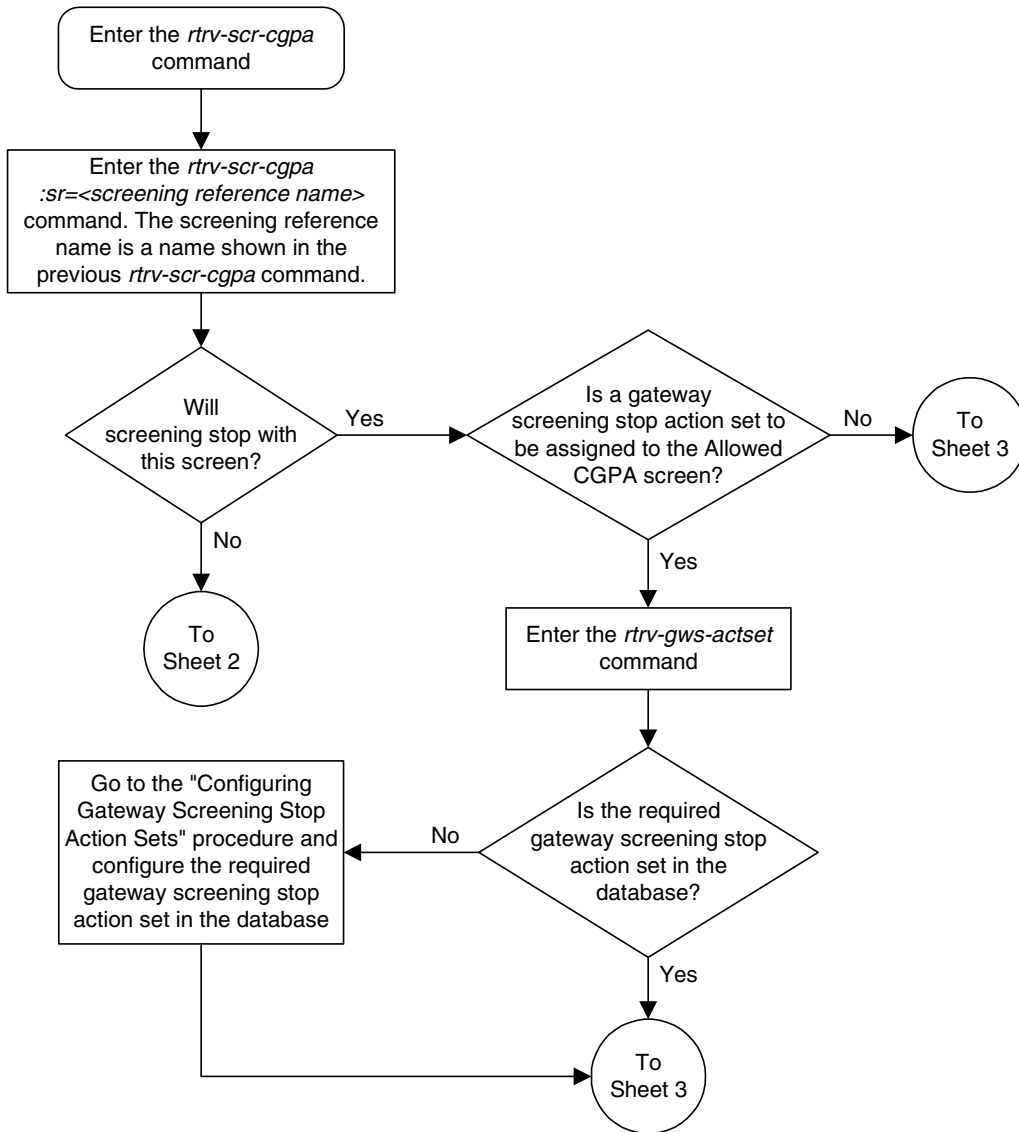 Enter the rtrv-scr-cgpa
command
Enter the rtrv-scr-cgpa
:sr=<screening reference name>
command. The screening reference
name is a name shown in the
previous rtrv-scr-cgpa command.
Will
screening stop with
this screen?
Yes
No
To
Sheet 2
Is a gateway
screening stop action set to
be assigned to the Allowed
CGPA screen?
No
To
Sheet 3
Yes
Enter the rtrv-gws-actset
command
Is the required
gateway screening stop
action set in the
database?
No
Go to the "Configuring
Gateway Screening Stop
Action Sets" procedure and
configure the required
gateway screening stop
action set in the database
Yes
To
Sheet 3